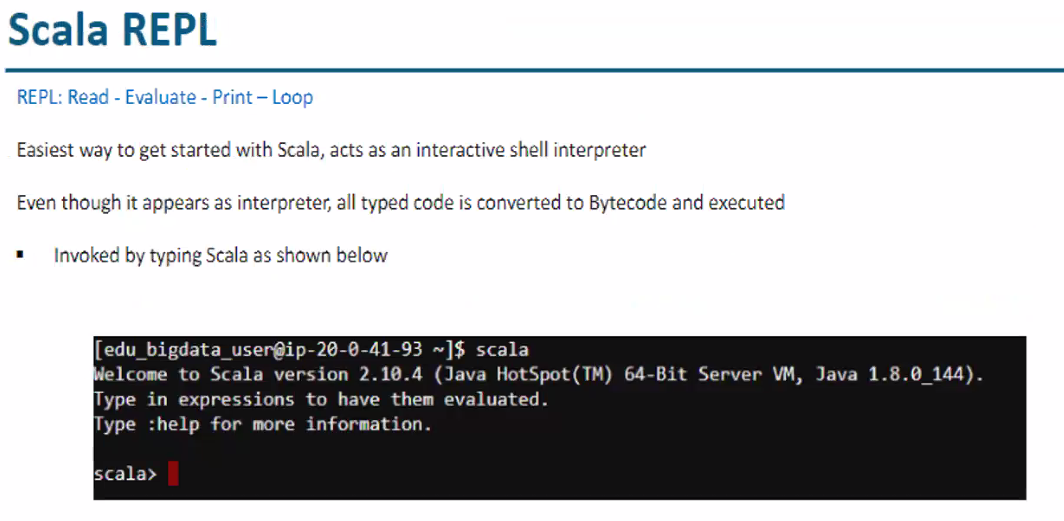 Scala REPL
REPL: Read - Evaluate - Print – Loop
Easiest way to get started with Scala, acts as an interactive shell interpreter
Even though it appears as interpreter, all typed code is converted to Bytecode and executed
▪ Invoked by typing Scala as shown below
[edu_bigdata_user@ip-20-0-41-93 ~]$ scala
Welcome to Scala version 2.10.4 (Java HotSpot(TM) 64-Bit Server VM, Java 1.8.0_144).
Type in expressions to have them evaluated.
Type :help for more information.
scala>